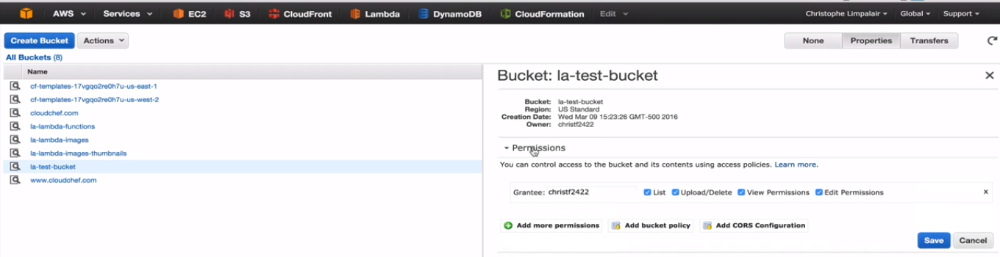 AWS Services EC2 S3 CloudFront Lambda DynamoDB CloudFormation Edit Christophe Limpalair Global Support
Create Bucket Actions None Properties Transfers
All Buckets (8)
Name
cf-templates-17vgqo2re0h7u-us-east-1
cf-templates-17vgqo2re0h7u-us-west-2
cloudchef.com
la-lambda-functions
la-lambda-images
la-lambda-images-thumbnails
la-test-bucket
www.cloudchef.com
Bucket: la-test-bucket x
Bucket: la-test-bucket
Region: US Standard
Creation Date: Wed Mar 09 15:23:26 GMT-500 2016
Owner: christf2422
Permissions
You can control access to the bucket and its contents using access policies. Learn more.
Grantee: christf2422 List Upload/Delete View Permissions Edit Permissions x
Add more permissions Add bucket policy Add CORS Configuration
Save Cancel